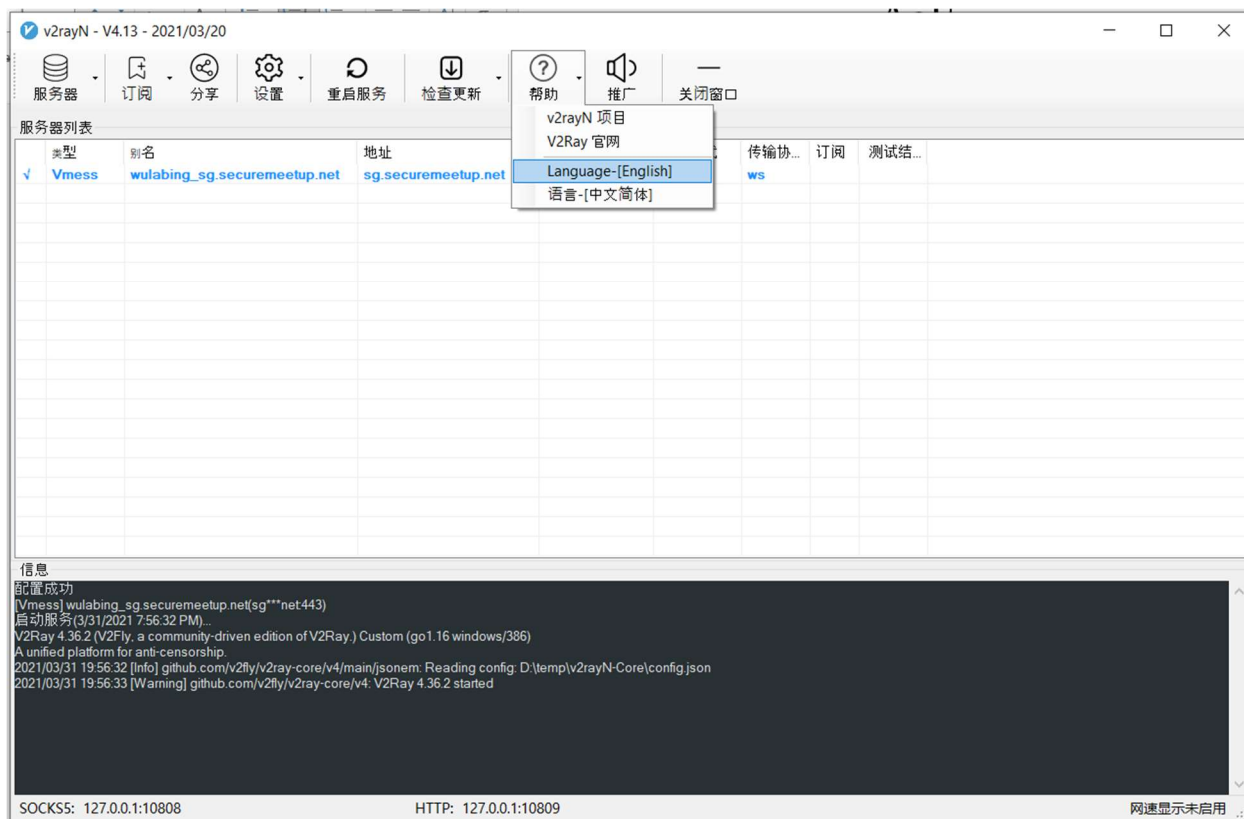 v2rayN - V4.13 - 2021/03/20
服务器 订阅 分享 设置 重启服务 检查更新 帮助 推广 关闭窗口
v2rayN 项目
V2Ray 官网
Language-[English]
语言-[中文简体]
服务器列表
类型 别名 地址 传输协... 订阅 测试结...
√ Vmess wulabing_sg.securemeetup.net sg.securemeetup.net ws
信息
配置成功
[Vmess] wulabing_sg.securemeetup.net(sg***net:443)
启动服务(3/31/2021 7:56:32 PM)...
V2Ray 4.36.2 (V2Fly, a community-driven edition of V2Ray.) Custom (go1.16 windows/386)
A unified platform for anti-censorship.
2021/03/31 19:56:32 [Info] github.com/v2fly/v2ray-core/v4/main/jsonem: Reading config: D:\temp\v2rayN-Core\config.json
2021/03/31 19:56:33 [Warning] github.com/v2fly/v2ray-core/v4: V2Ray 4.36.2 started
SOCKS5: 127.0.0.1:10808 HTTP: 127.0.0.1:10809 网速显示未启用